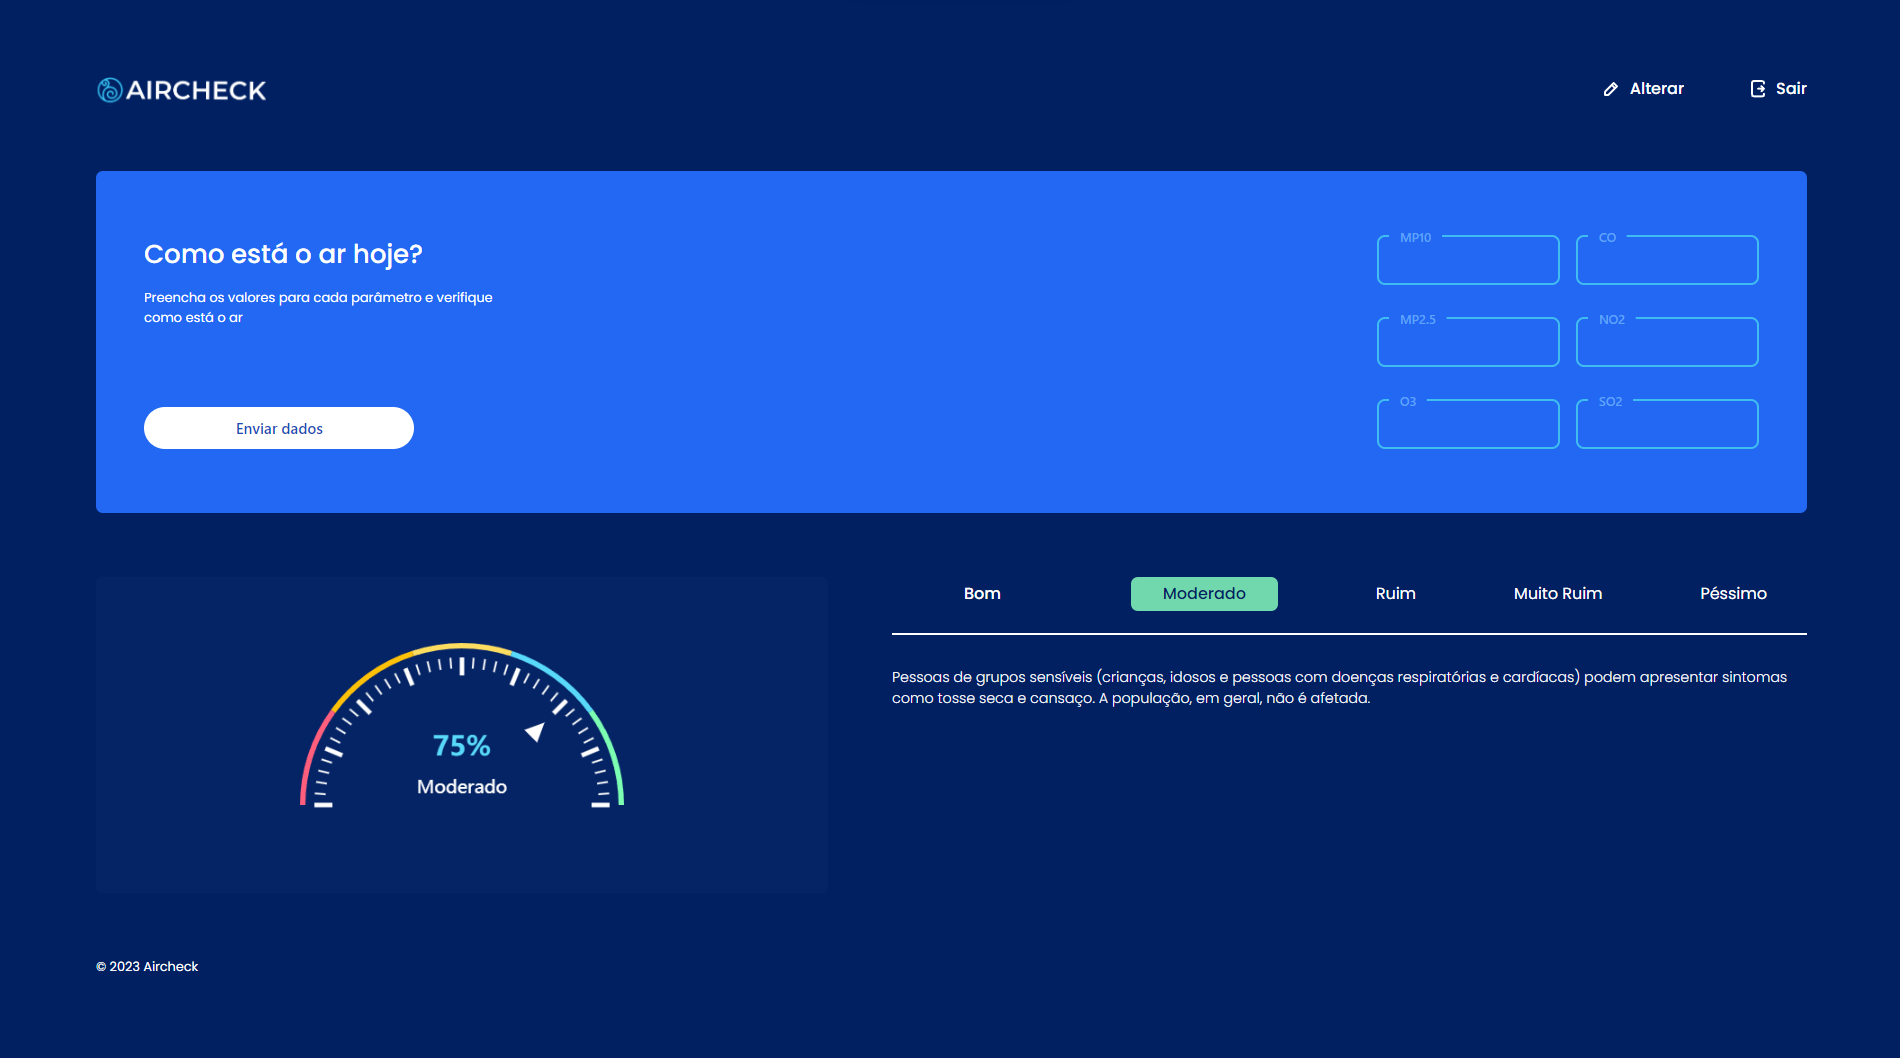 AIRCHECK
Alterar
Sair
Como está o ar hoje?
Preencha os valores para cada parâmetro e verifique
como está o ar
Enviar dados
MP10
CO
MP2.5
NO2
O3
SO2
75%
Moderado
Bom
Moderado
Ruim
Muito Ruim
Péssimo
Pessoas de grupos sensíveis (crianças, idosos e pessoas com doenças respiratórias e cardíacas) podem apresentar sintomas
como tosse seca e cansaço. A população, em geral, não é afetada.
© 2023 Aircheck